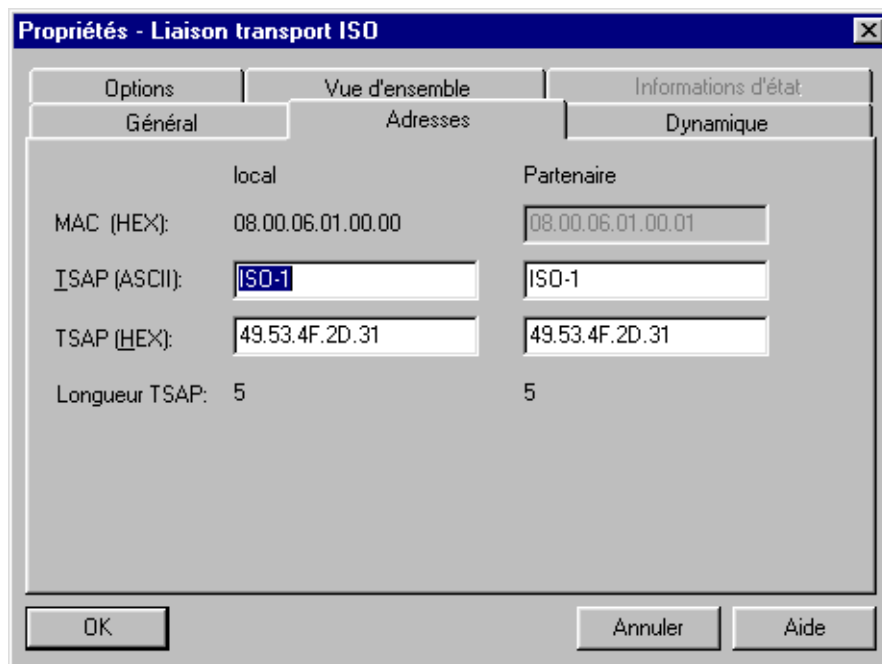 Propriétés - Liaison transport ISO
Options Vue d'ensemble Informations d'état
Général Adresses Dynamique
local Partenaire
MAC (HEX): 08.00.06.01.00.00 08.00.06.01.00.01
TSAP (ASCII): ISO-1 ISO-1
TSAP (HEX): 49.53.4F.2D.31 49.53.4F.2D.31
Longueur TSAP: 5 5
OK Annuler Aide